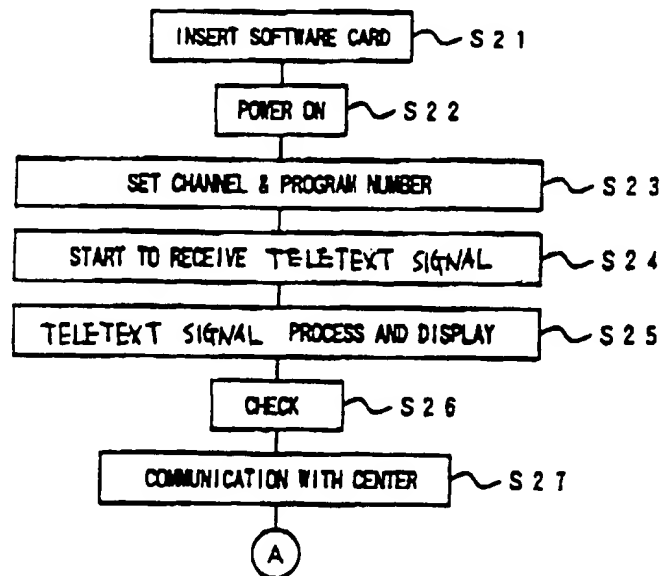 INSERT SOFTWARE CARD S21
POWER ON S22
SET CHANNEL & PROGRAM NUMBER S23
START TO RECEIVE TELETEXT SIGNAL S24
TELETEXT SIGNAL PROCESS AND DISPLAY S25
CHECK S26
COMMUNICATION WITH CENTER S27
A